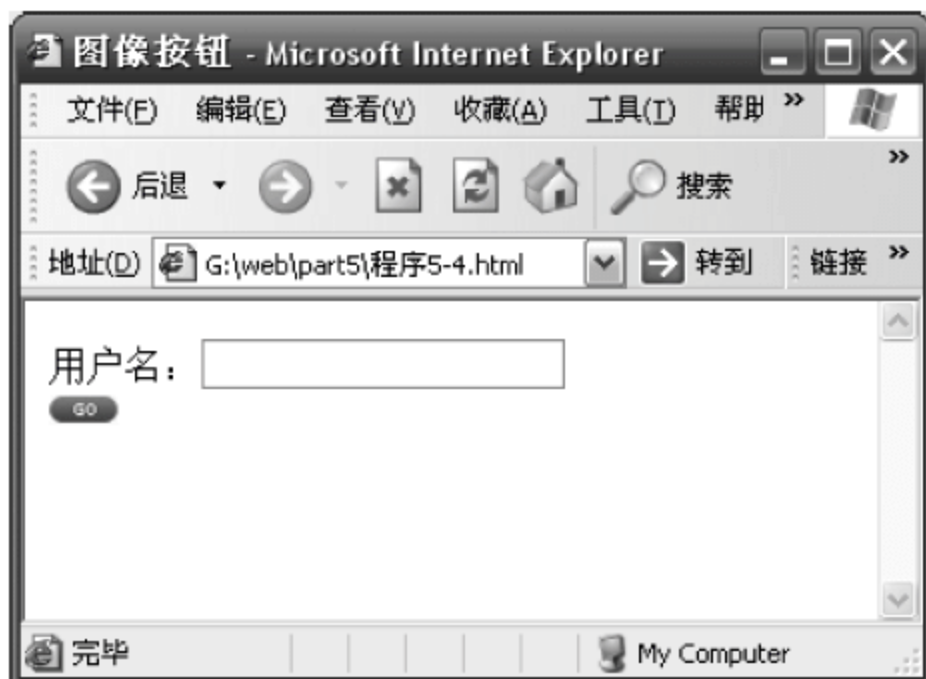 图像按钮 - Microsoft Internet Explorer
文件(F) 编辑(E) 查看(V) 收藏(A) 工具(T) 帮助 »
后退 搜索 »
地址(D) G:\web\part5\程序5-4.html 转到 链接 »
用户名：
GO
完毕 My Computer